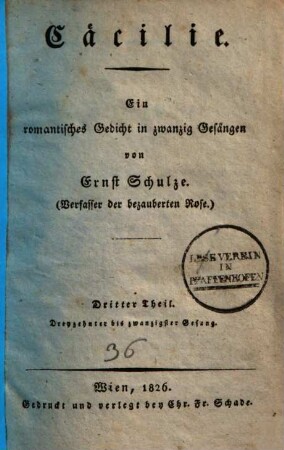 Cäcilie.
Ein
romantisches Gedicht in zwanzig Gesängen
von
Ernst Schulze.
(Verfasser der bezauberten Rose.)
LESEVEREIN
IN
PFAFFENHOFEN
Dritter Theil.
Dreyzehnter bis zwanzigster Gesang.
36
Wien, 1826.
Gedruckt und verlegt bey Chr. Fr. Schade.